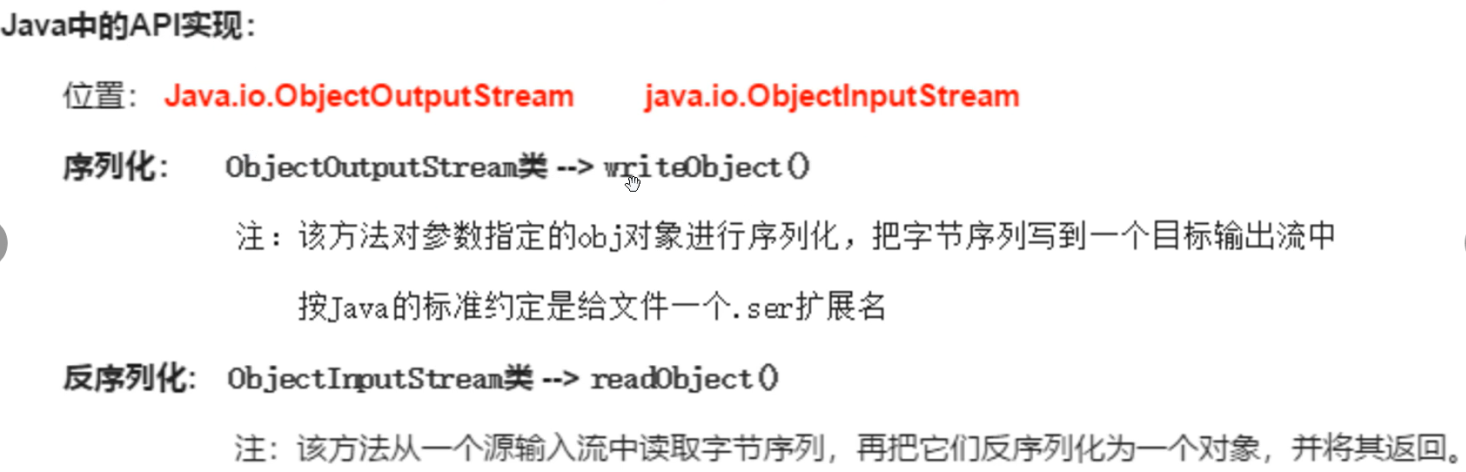 Java中的API实现：
位置： Java.io.ObjectOutputStream java.io.ObjectInputStream
序列化： ObjectOutputStream类 --> writeObject()
注：该方法对参数指定的obj对象进行序列化，把字节序列写到一个目标输出流中
按Java的标准约定是给文件一个.ser扩展名
反序列化： ObjectInputStream类 --> readObject()
注：该方法从一个源输入流中读取字节序列，再把它们反序列化为一个对象，并将其返回。